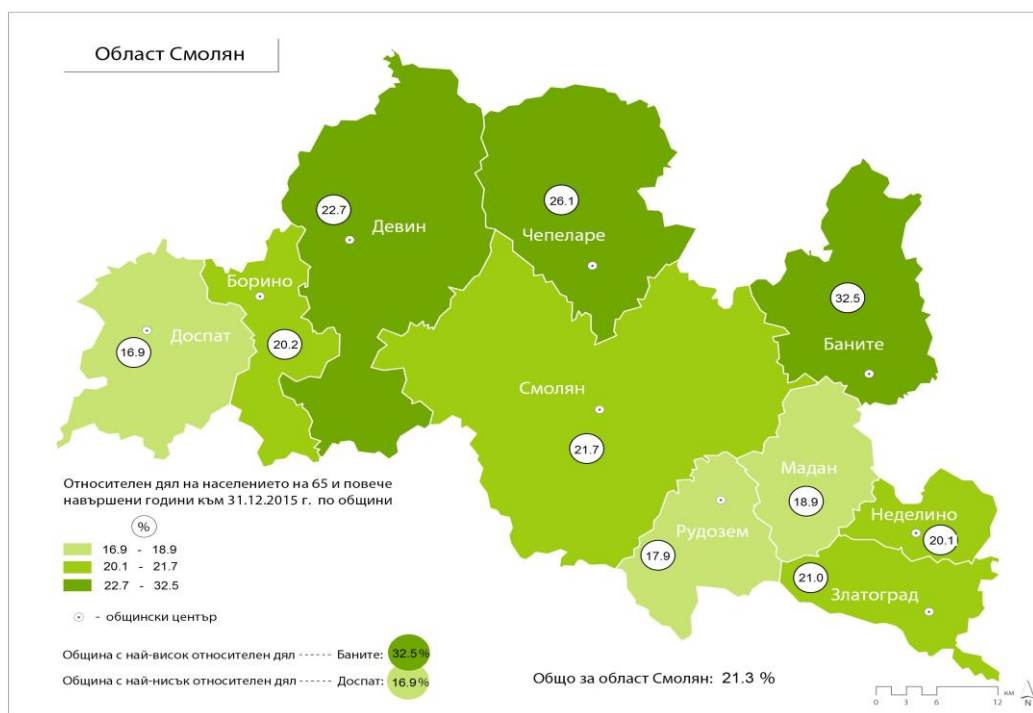 Област Смолян
22.7
Девин
26.1
Чепеларе
Борино
20.2
Доспат
16.9
32.5
Баните
Смолян
21.7
Мадан
18.9
Рудозем
17.9
Неделино
20.1
21.0
Златоград
Относителен дял на населението на 65 и повече
навършени години към 31.12.2015 г. по общини
%
16.9 - 18.9
20.1 - 21.7
22.7 - 32.5
- общински център
Община с най-висок относителен дял ------ Баните: 32.5%
Община с най-нисък относителен дял ----- Доспат: 16.9%
Общо за област Смолян: 21.3 %
0 3 6 12 км
N